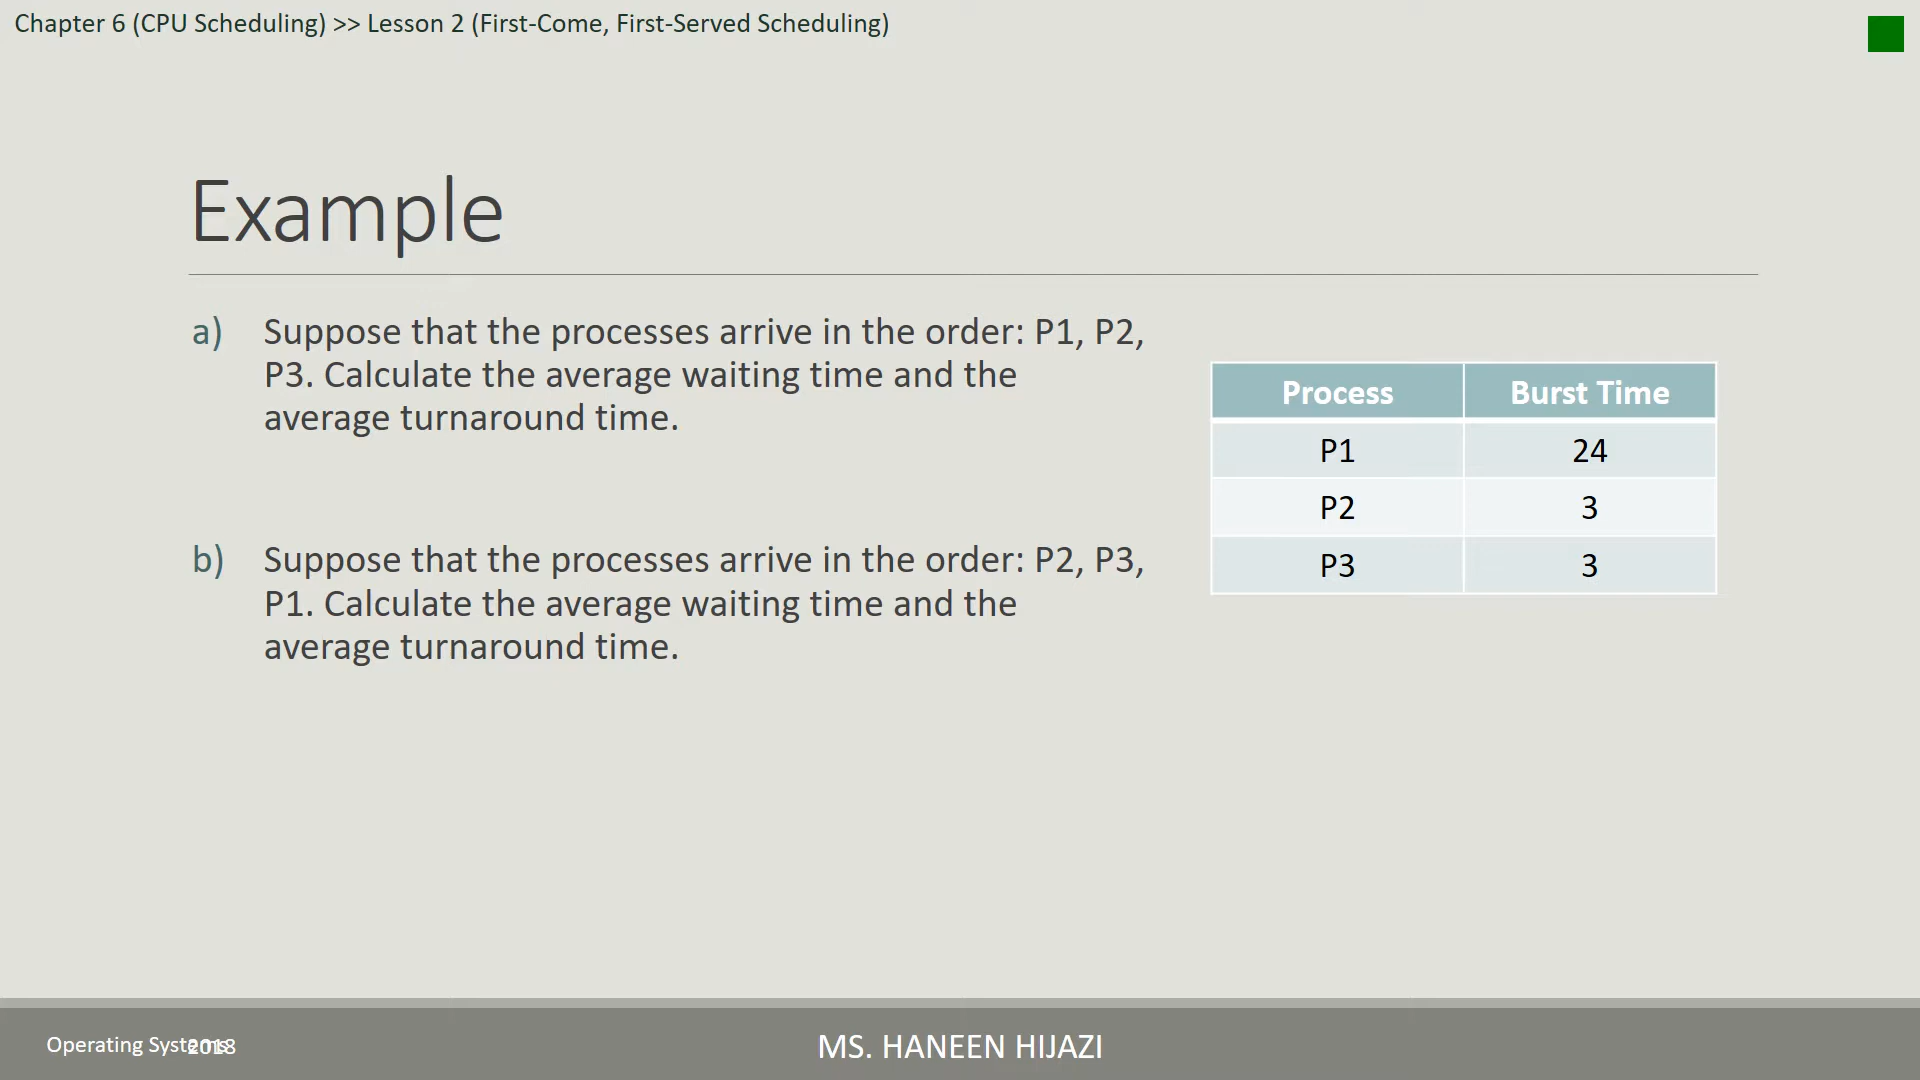 Chapter 6 (CPU Scheduling) >> Lesson 2 (First-Come, First-Served Scheduling)
Example
a) Suppose that the processes arrive in the order: P1, P2,
P3. Calculate the average waiting time and the
average turnaround time.
b) Suppose that the processes arrive in the order: P2, P3,
P1. Calculate the average waiting time and the
average turnaround time.
Process Burst Time
P1 24
P2 3
P3 3
Operating Systems 2018
MS. HANEEN HIJAZI